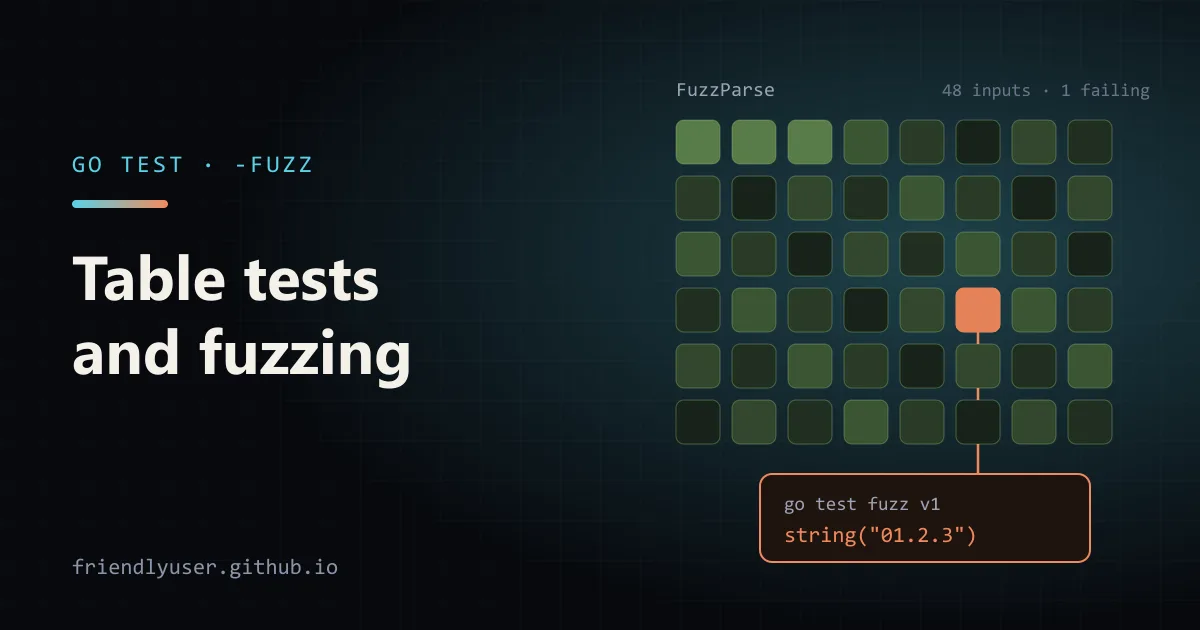 GO TEST · -FUZZ
Table tests
and fuzzing
friendlyuser.github.io
FuzzParse
48 inputs · 1 failing
go test fuzz v1
string("01.2.3")